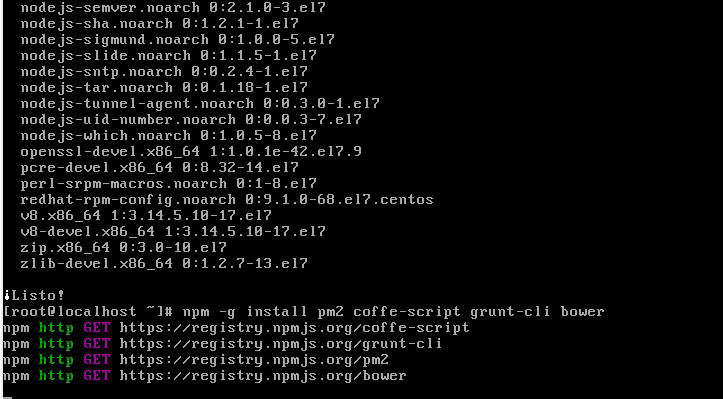 nodejs-semver.noarch 0:2.1.0-3.el7
nodejs-sha.noarch 0:1.2.1-1.el7
nodejs-sigmund.noarch 0:1.0.0-5.el7
nodejs-slide.noarch 0:1.1.5-1.el7
nodejs-sntp.noarch 0:0.2.4-1.el7
nodejs-tar.noarch 0:0.1.18-1.el7
nodejs-tunnel-agent.noarch 0:0.3.0-1.el7
nodejs-uid-number.noarch 0:0.0.3-7.el7
nodejs-which.noarch 0:1.0.5-8.el7
openssl-devel.x86_64 1:1.0.1e-42.el7.9
pcre-devel.x86_64 0:8.32-14.el7
perl-srpm-macros.noarch 0:1-8.el7
redhat-rpm-config.noarch 0:9.1.0-68.el7.centos
v8.x86_64 1:3.14.5.10-17.el7
v8-devel.x86_64 1:3.14.5.10-17.el7
zip.x86_64 0:3.0-10.el7
zlib-devel.x86_64 0:1.2.7-13.el7
¡Listo!
[root@localhost ~]# npm -g install pm2 coffe-script grunt-cli bower
npm http GET https://registry.npmjs.org/coffe-script
npm http GET https://registry.npmjs.org/grunt-cli
npm http GET https://registry.npmjs.org/pm2
npm http GET https://registry.npmjs.org/bower